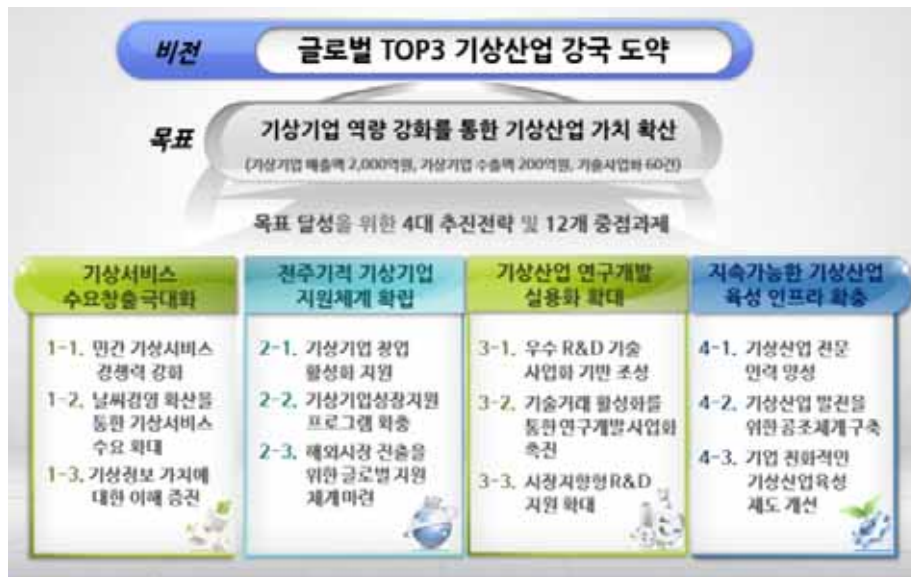 비전
글로벌 TOP3 기상산업 강국 도약
목표
기상기업 역량 강화를 통한 기상산업 가치 확산
(기상기업 매출액 2,000억원, 기상기업 수출액 200억원, 기술사업화 60건)
목표 달성을 위한 4대 추진전략 및 12개 중점과제
기상서비스
수요창출극대화
1-1. 민간 기상서비스
경쟁력 강화
1-2. 날씨경영 확산을
통한 기상서비스
수요 확대
1-3. 기상정보 가치에
대한 이해 증진
전주기적 기상기업
지원체계 확립
2-1. 기상기업 창업
활성화 지원
2-2. 기상기업성장지원
프로그램 확충
2-3. 해외시장 진출을
위한 글로벌 지원
체계마련
기상산업 연구개발
실용화 확대
3-1. 우수 R&D 기술
사업화 기반 조성
3-2. 기술거래 활성화를
통한 연구개발 사업화
촉진
3-3. 시장지향형 R&D
지원 확대
지속가능한 기상산업
육성 인프라 확충
4-1. 기상산업 전문
인력 양성
4-2. 기상산업 발전을
위한 공조체계 구축
4-3. 기업 친화적인
기상산업육성
제도 개선